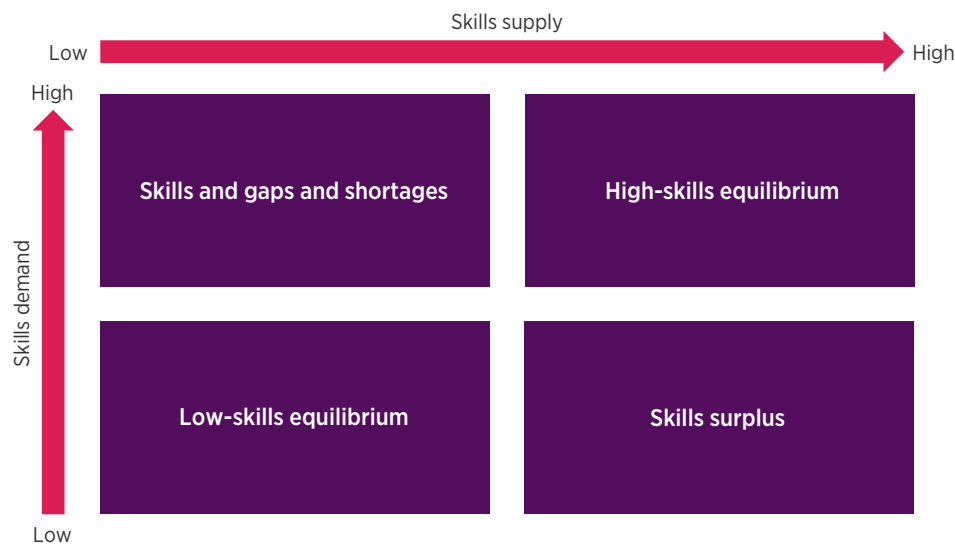 Skills supply
Low
High
High
Skills demand
Skills and gaps and shortages
High-skills equilibrium
Low-skills equilibrium
Skills surplus
Low